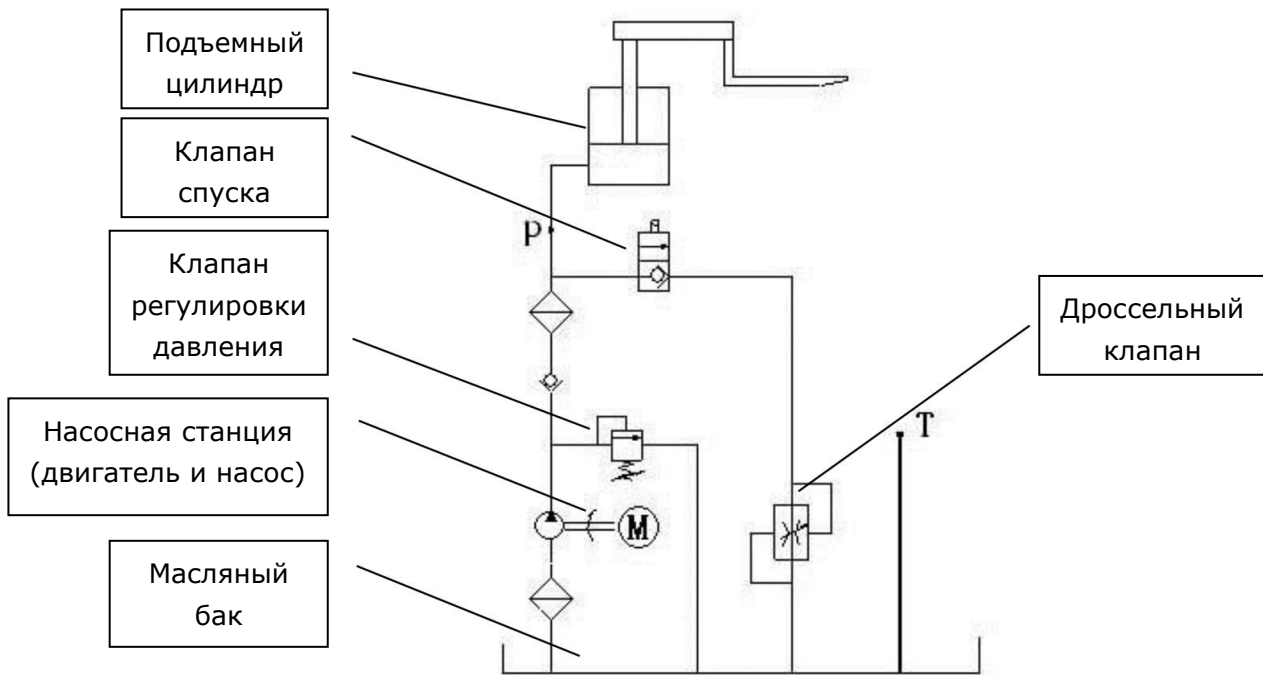 Подъемный
цилиндр
Клапан
спуска
Клапан
регулировки
давления
Насосная станция
(двигатель и насос)
Масляный
бак
P
M
T
Дроссельный
клапан